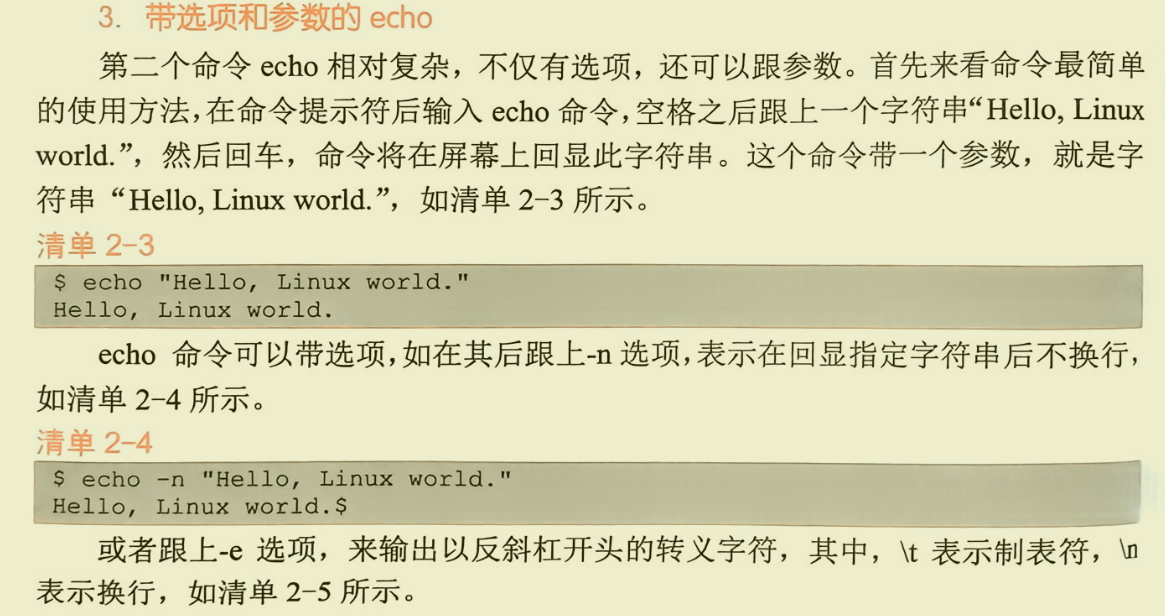 3. 带选项和参数的 echo
第二个命令 echo 相对复杂，不仅有选项，还可以跟参数。首先来看命令最简单
的使用方法，在命令提示符后输入 echo 命令，空格之后跟上一个字符串“Hello, Linux
world.”，然后回车，命令将在屏幕上回显此字符串。这个命令带一个参数，就是字
符串“Hello, Linux world.”，如清单 2-3 所示。
清单 2-3
$ echo "Hello, Linux world."
Hello, Linux world.
echo 命令可以带选项，如在其后跟上-n 选项，表示在回显指定字符串后不换行，
如清单 2-4 所示。
清单 2-4
$ echo -n "Hello, Linux world."
Hello, Linux world.$
或者跟上-e 选项，来输出以反斜杠开头的转义字符，其中，\t 表示制表符，\n
表示换行，如清单 2-5 所示。